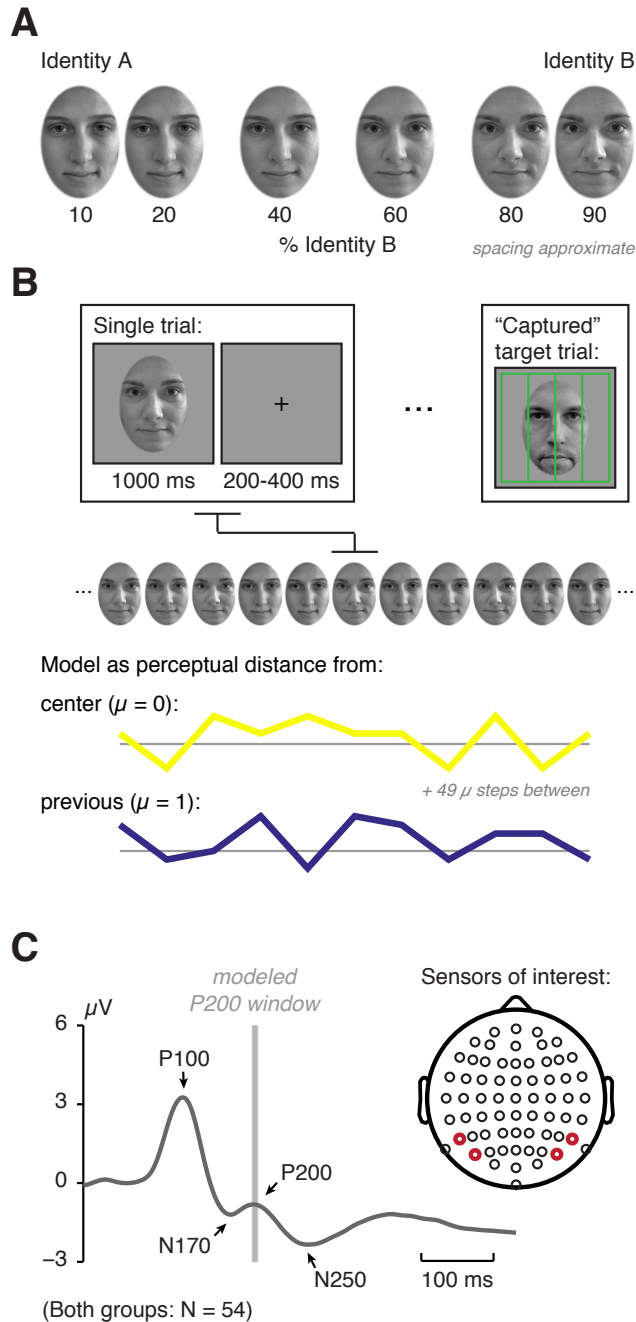 A
Identity A
Identity B
10 20 40 60 80 90
% Identity B
spacing approximate
B
Single trial:
+
1000 ms
200-400 ms
...
“Captured”
target trial:
... ...
Model as perceptual distance from:
center (μ = 0):
+ 49 μ steps between
previous (μ = 1):
C
modeled
P200 window
Sensors of interest:
μV
6
P100
3
0
P200
N170
−3
N250
100 ms
(Both groups: N = 54)